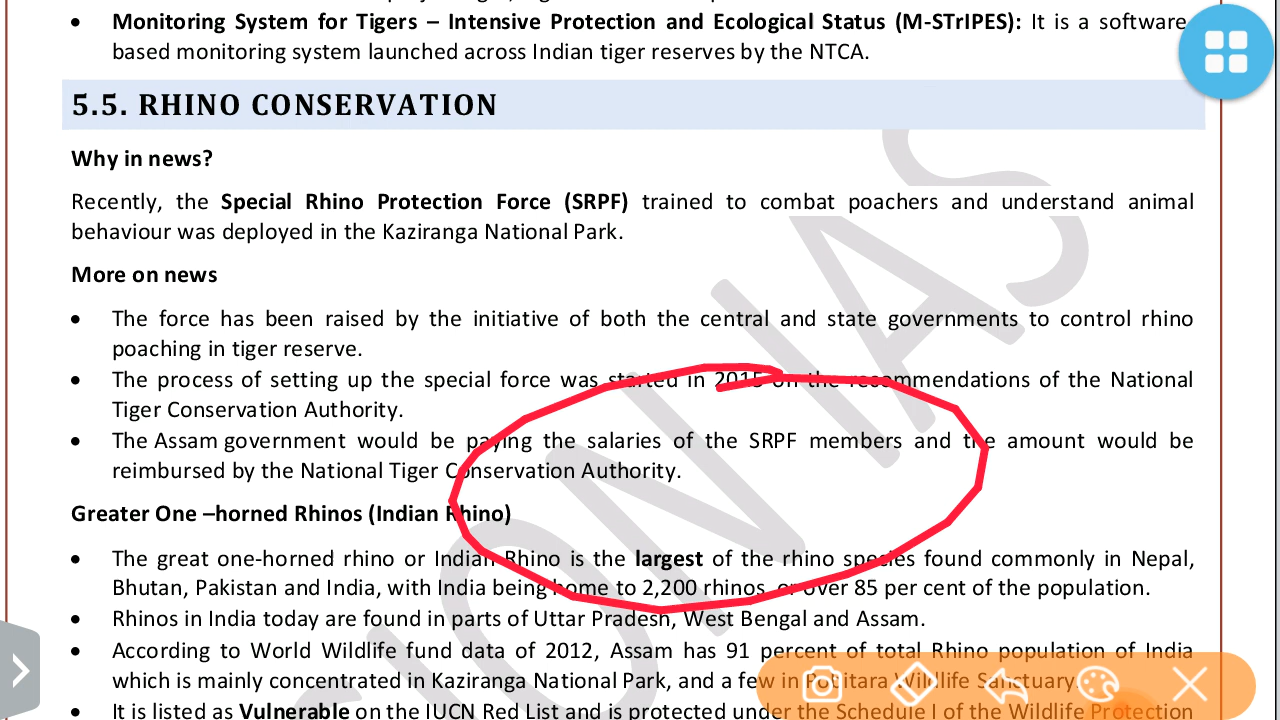 • Monitoring System for Tigers – Intensive Protection and Ecological Status (M-STrIPES): It is a software
based monitoring system launched across Indian tiger reserves by the NTCA.
5.5. RHINO CONSERVATION
Why in news?
Recently, the Special Rhino Protection Force (SRPF) trained to combat poachers and understand animal
behaviour was deployed in the Kaziranga National Park.
More on news
• The force has been raised by the initiative of both the central and state governments to control rhino
poaching in tiger reserve.
• The process of setting up the special force was started in 2015 on the recommendations of the National
Tiger Conservation Authority.
• The Assam government would be paying the salaries of the SRPF members and the amount would be
reimbursed by the National Tiger Conservation Authority.
Greater One –horned Rhinos (Indian Rhino)
• The great one-horned rhino or Indian Rhino is the largest of the rhino species found commonly in Nepal,
Bhutan, Pakistan and India, with India being home to 2,200 rhinos, or over 85 per cent of the population.
• Rhinos in India today are found in parts of Uttar Pradesh, West Bengal and Assam.
• According to World Wildlife fund data of 2012, Assam has 91 percent of total Rhino population of India
which is mainly concentrated in Kaziranga National Park, and a few in Pobitara Wildlife Sanctuary
• It is listed as Vulnerable on the IUCN Red List and is protected under the Schedule I of the Wildlife Protection
ION IAS